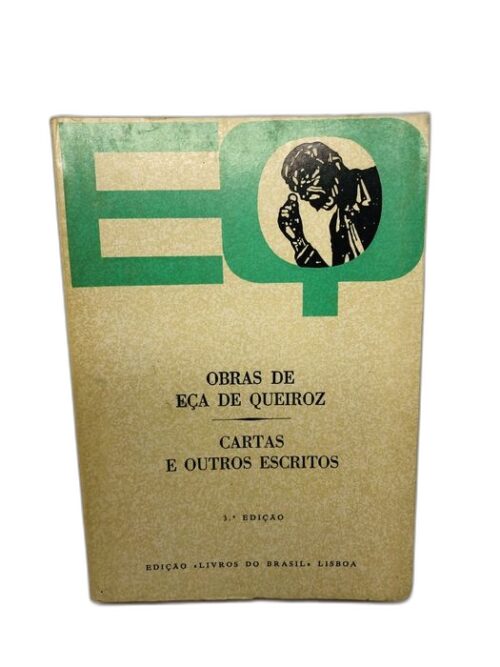 EQ
OBRAS DE
EÇA DE QUEIROZ
CARTAS
E OUTROS ESCRITOS
3.ª EDIÇÃO
EDIÇÃO «LIVROS DO BRASIL» LISBOA